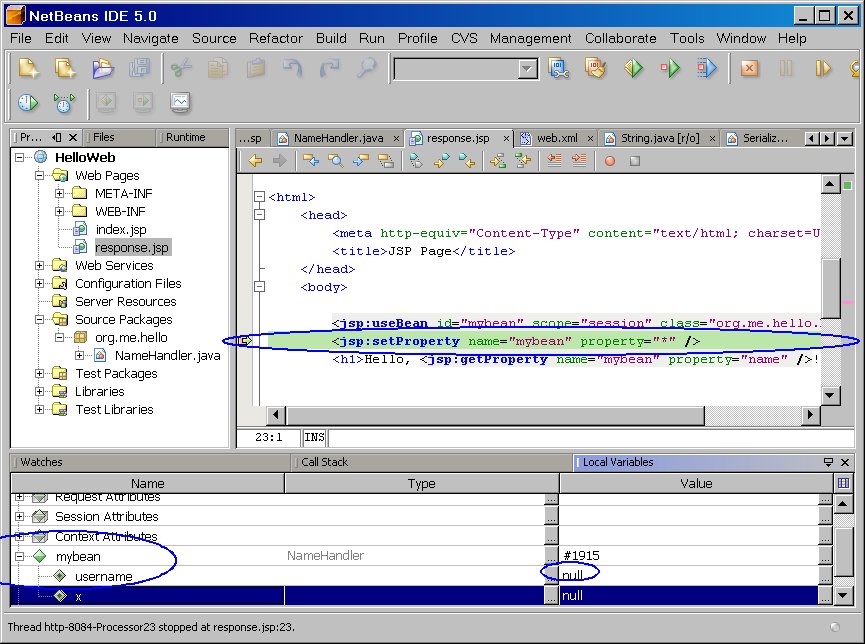 NetBeans IDE 5.0
File Edit View Navigate Source Refactor Build Run Profile CVS Management Collaborate Tools Window Help
Pr... Files Runtime
...sp NameHandler.java response.jsp web.xml String.java [r/o] Serializ...
HelloWeb
Web Pages
META-INF
WEB-INF
index.jsp
response.jsp
Web Services
Configuration Files
Server Resources
Source Packages
org.me.hello
NameHandler.java
Test Packages
Libraries
Test Libraries
<html>
<head>
<meta http-equiv="Content-Type" content="text/html; charset=U
<title>JSP Page</title>
</head>
<body>
<jsp:useBean id="mybean" scope="session" class="org.me.hello.
<jsp:setProperty name="mybean" property="*" />
<h1>Hello, <jsp:getProperty name="mybean" property="name" />!
23:1 INS
Watches Call Stack Local Variables
Name Type Value
Request Attributes
Session Attributes
Context Attributes
mybean NameHandler #1915
username null
x null
Thread http-8084-Processor23 stopped at response.jsp:23.